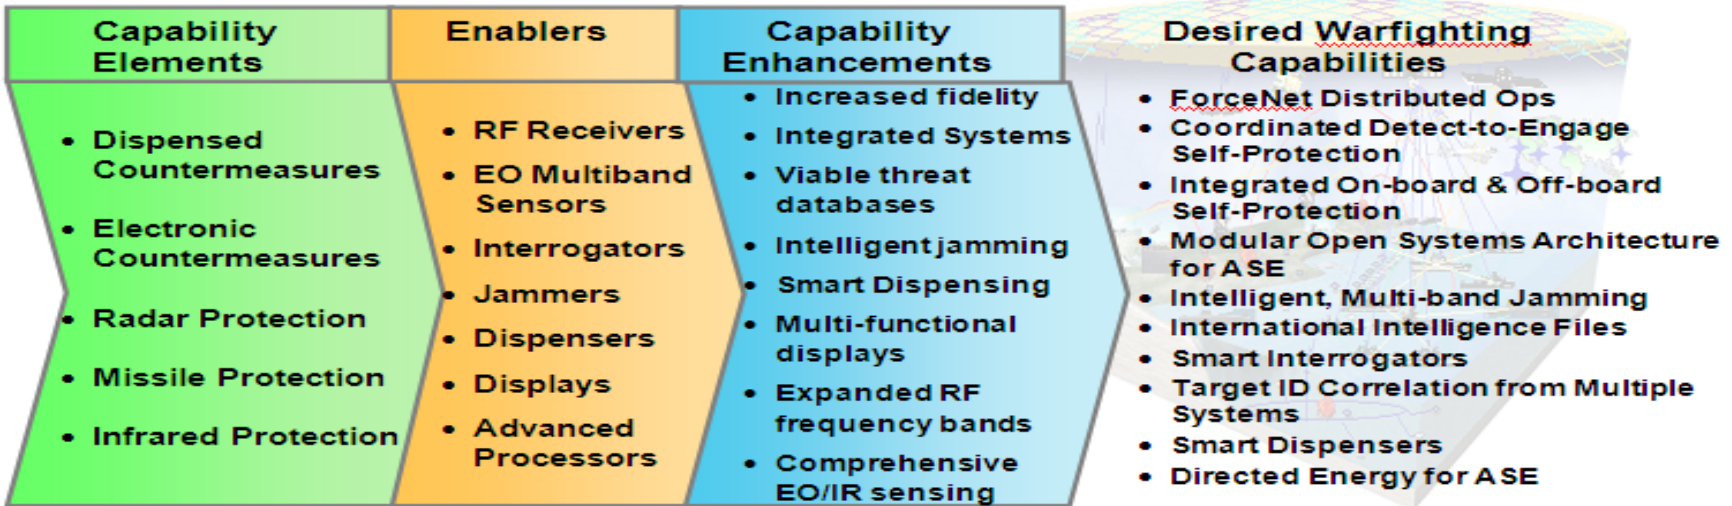 Capability
Elements
• Dispensed
Countermeasures
• Electronic
Countermeasures
• Radar Protection
• Missile Protection
• Infrared Protection
Enablers
• RF Receivers
• EO Multiband
Sensors
• Interrogators
• Jammers
• Dispensers
• Displays
• Advanced
Processors
Capability
Enhancements
• Increased fidelity
• Integrated Systems
• Viable threat
databases
• Intelligent jamming
• Smart Dispensing
• Multi-functional
displays
• Expanded RF
frequency bands
• Comprehensive
EO/IR sensing
Desired Warfighting
Capabilities
• ForceNet Distributed Ops
• Coordinated Detect-to-Engage
Self-Protection
• Integrated On-board & Off-board
Self-Protection
• Modular Open Systems Architecture
for ASE
• Intelligent, Multi-band Jamming
• International Intelligence Files
• Smart Interrogators
• Target ID Correlation from Multiple
Systems
• Smart Dispensers
• Directed Energy for ASE